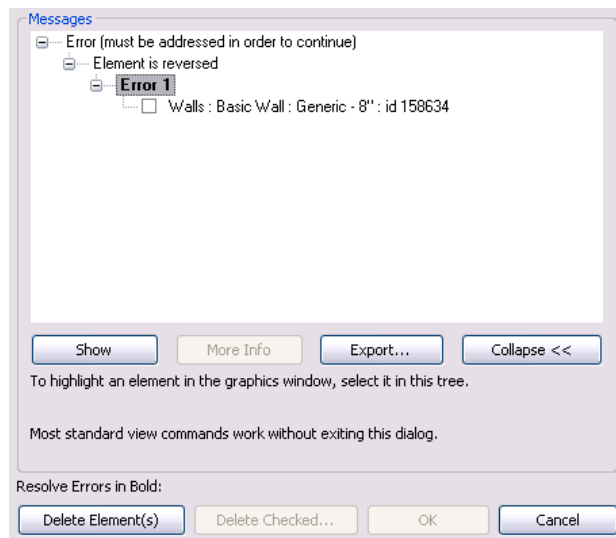 Messages
Error (must be addressed in order to continue)
Element is reversed
Error 1
Walls : Basic Wall : Generic - 8" : id 158634
Show More Info Export... Collapse <<
To highlight an element in the graphics window, select it in this tree.
Most standard view commands work without exiting this dialog.
Resolve Errors in Bold:
Delete Element(s) Delete Checked... OK Cancel